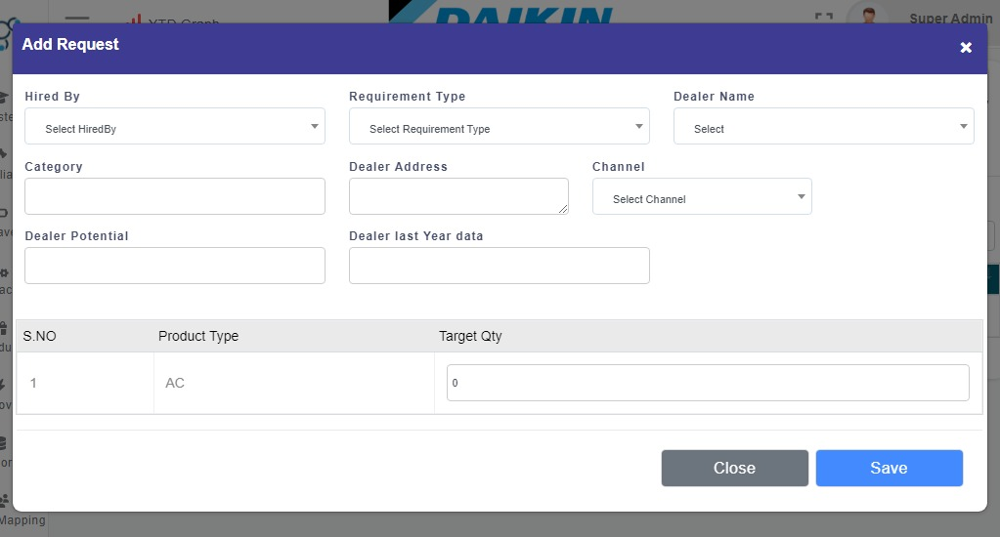 YTD Graph
DAIKIN
Super Admin
Add Request
Hired By
Requirement Type
Dealer Name
Select HiredBy
Select Requirement Type
Select
Category
Dealer Address
Channel
Select Channel
Dealer Potential
Dealer last Year data
S.NO
Product Type
Target Qty
1
AC
0
Close
Save
Mapping